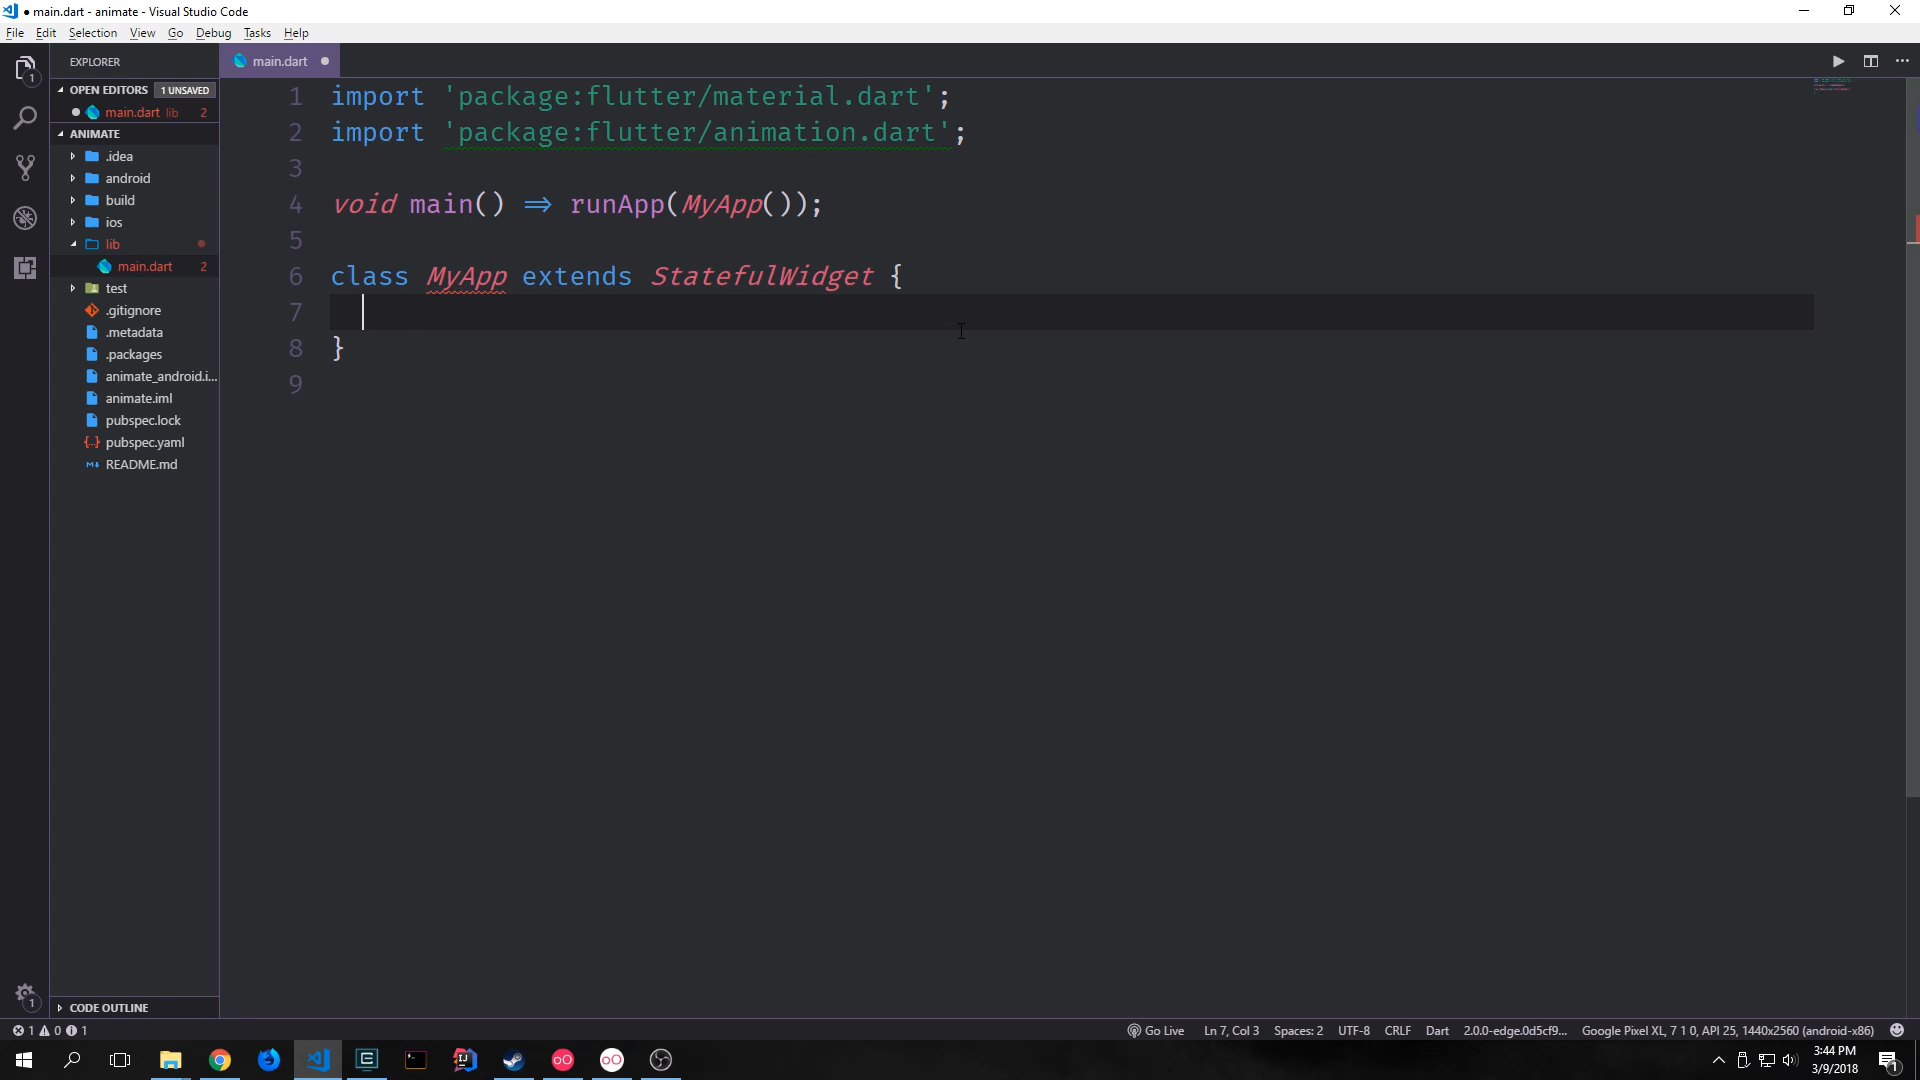 main.dart - animate - Visual Studio Code
File Edit Selection View Go Debug Tasks Help
EXPLORER
main.dart
OPEN EDITORS 1 UNSAVED
main.dart lib 2
ANIMATE
.idea
android
build
ios
lib
main.dart 2
test
.gitignore
.metadata
.packages
animate_android.i...
animate.iml
pubspec.lock
pubspec.yaml
README.md
CODE OUTLINE
1 import 'package:flutter/material.dart';
2 import 'package:flutter/animation.dart';
3
4 void main() => runApp(MyApp());
5
6 class MyApp extends StatefulWidget {
7
8 }
9
1 0 1 Go Live Ln 7, Col 3 Spaces: 2 UTF-8 CRLF Dart 2.0.0-edge.0d5cf9... Google Pixel XL, 7 1 0, API 25, 1440x2560 (android-x86)
3:44 PM
3/9/2018